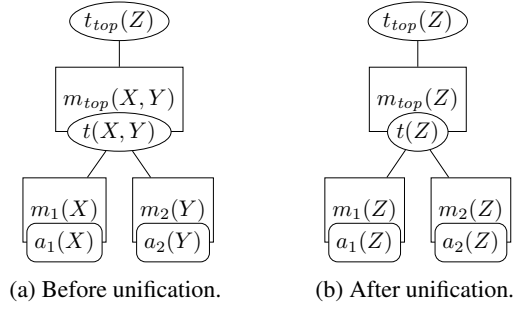 t_top(Z)
m_top(X, Y)
t(X, Y)
m_1(X)
m_2(Y)
a_1(X)
a_2(Y)
(a) Before unification.
t_top(Z)
m_top(Z)
t(Z)
m_1(Z)
m_2(Z)
a_1(Z)
a_2(Z)
(b) After unification.